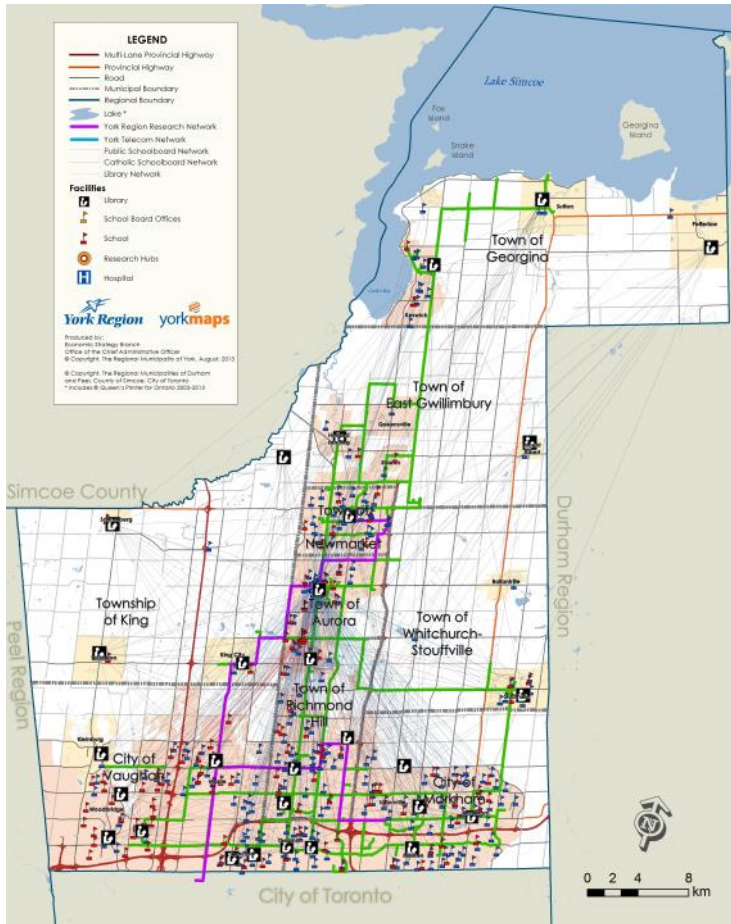 LEGEND
Multi-Lane Provincial Highway
Provincial Highway
Road
Municipal Boundary
Regional Boundary
Lake *
York Region Research Network
York Telecom Network
Public Schoolboard Network
Catholic Schoolboard Network
Library Network
Facilities
Library
School Board Offices
School
Research Hubs
H Hospital
York Region yorkmaps
Produced by:
Economic Strategy Branch
Office of the Chief Administrative Officer
© Copyright, The Regional Municipality of York, August, 2013
© Copyright, The Regional Municipalities of Durham
and Peel, County of Simcoe, City of Toronto
* Includes © Queen's Printer for Ontario 2003-2013
Lake Simcoe
Fox
Island
Snake
Island
Georgina
Island
Sutton
Pefferlaw
Town of
Georgina
Keswick
Town of
East Gwillimbury
Queensville
Sharon
Simcoe County
Durham Region
Schomberg
Town of
Newmarket
Ballantrae
Township
of King
Town of
Aurora
Town of
Whitchurch-
Stouffville
Peel Region
King City
Town of
Richmond
Hill
Kleinburg
City of
Vaughan
Woodbridge
City of
Markham
Unionville
City of Toronto
N
0 2 4 8
km